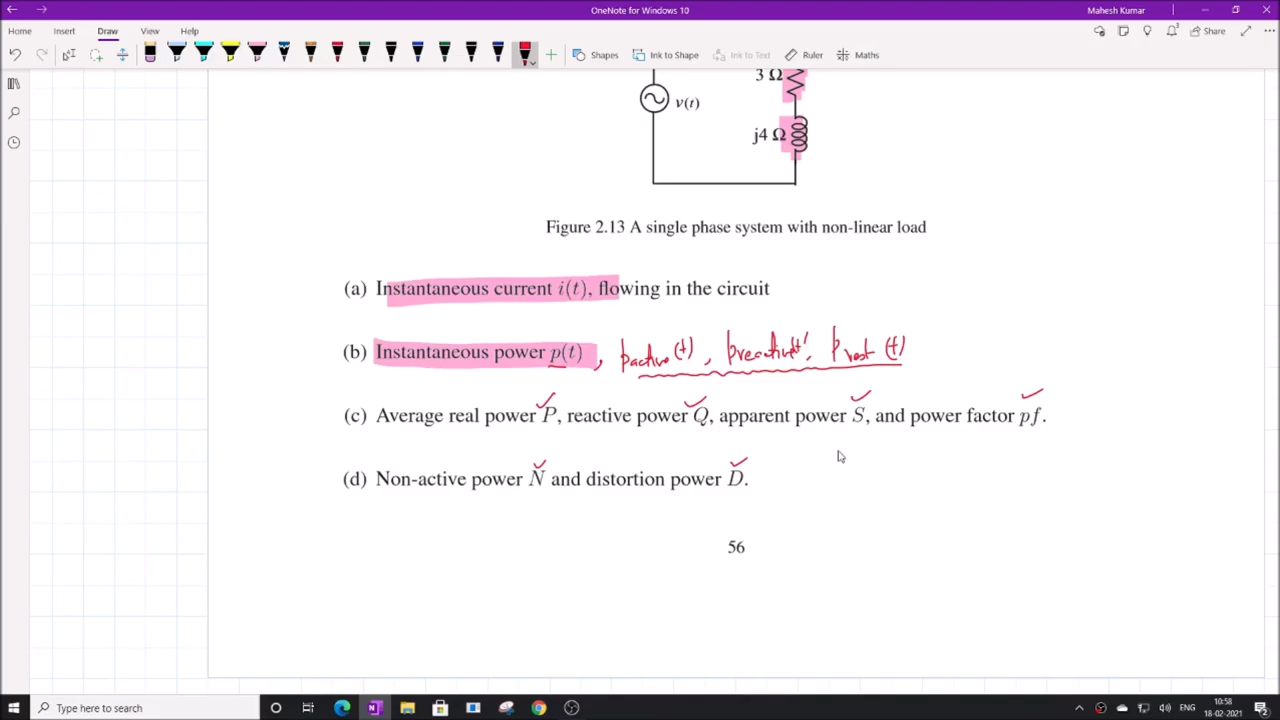 OneNote for Windows 10
Mahesh Kumar
Home Insert Draw View Help
Share
Shapes Ink to Shape Ink to Text Ruler Maths
3 Ω
v(t)
j4 Ω
Figure 2.13 A single phase system with non-linear load
(a) Instantaneous current i(t), flowing in the circuit
(b) Instantaneous power p(t) , pactive(t), preactive(t), prest(t)
(c) Average real power P, reactive power Q, apparent power S, and power factor pf.
(d) Non-active power N and distortion power D.
56
Type here to search
ENG
10:58
18-02-2021